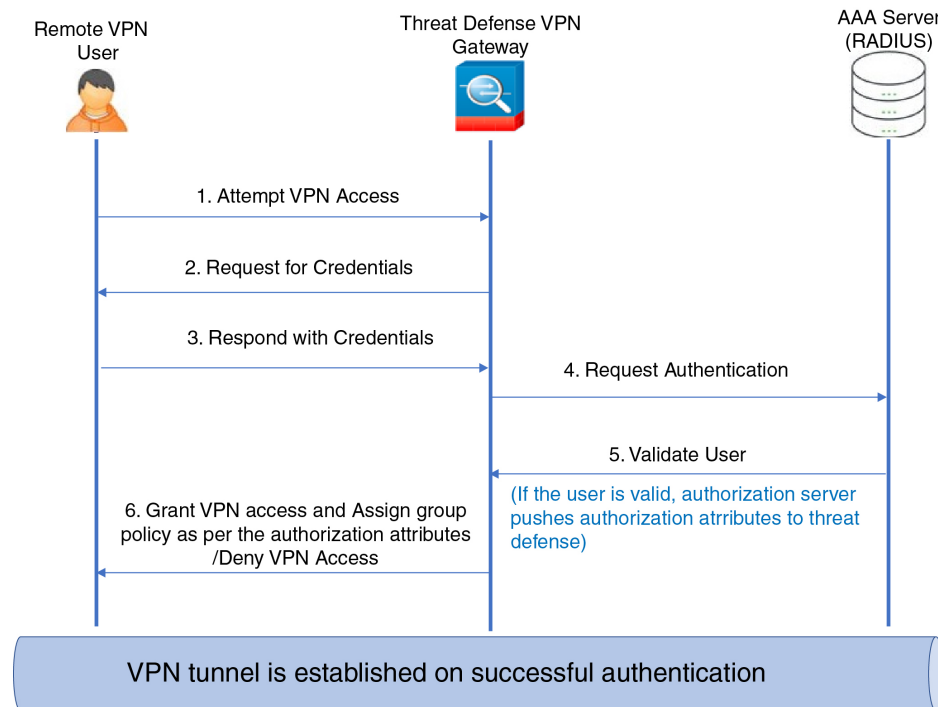 Remote VPN
User
Threat Defense VPN
Gateway
AAA Server
(RADIUS)
1. Attempt VPN Access
2. Request for Credentials
3. Respond with Credentials
4. Request Authentication
5. Validate User
(If the user is valid, authorization server
pushes authorization atrributes to threat
defense)
6. Grant VPN access and Assign group
policy as per the authorization attributes
/Deny VPN Access
VPN tunnel is established on successful authentication